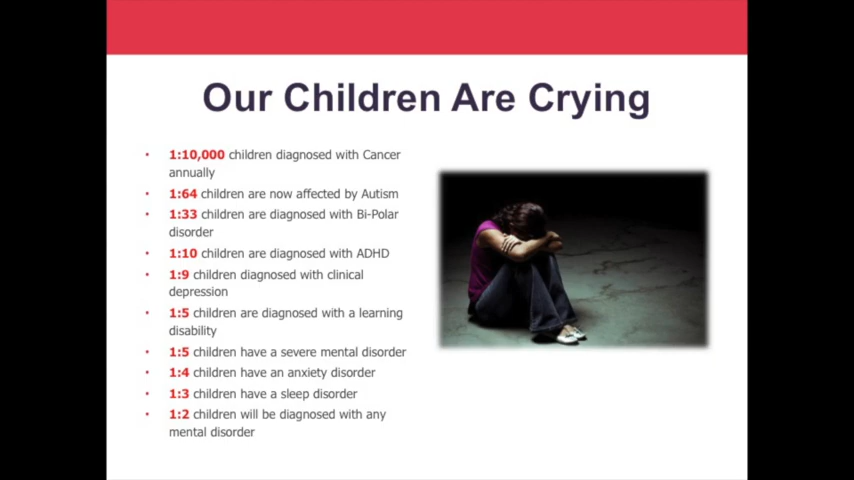 Our Children Are Crying
• 1:10,000 children diagnosed with Cancer
annually
• 1:64 children are now affected by Autism
• 1:33 children are diagnosed with Bi-Polar
disorder
• 1:10 children are diagnosed with ADHD
• 1:9 children diagnosed with clinical
depression
• 1:5 children are diagnosed with a learning
disability
• 1:5 children have a severe mental disorder
• 1:4 children have an anxiety disorder
• 1:3 children have a sleep disorder
• 1:2 children will be diagnosed with any
mental disorder